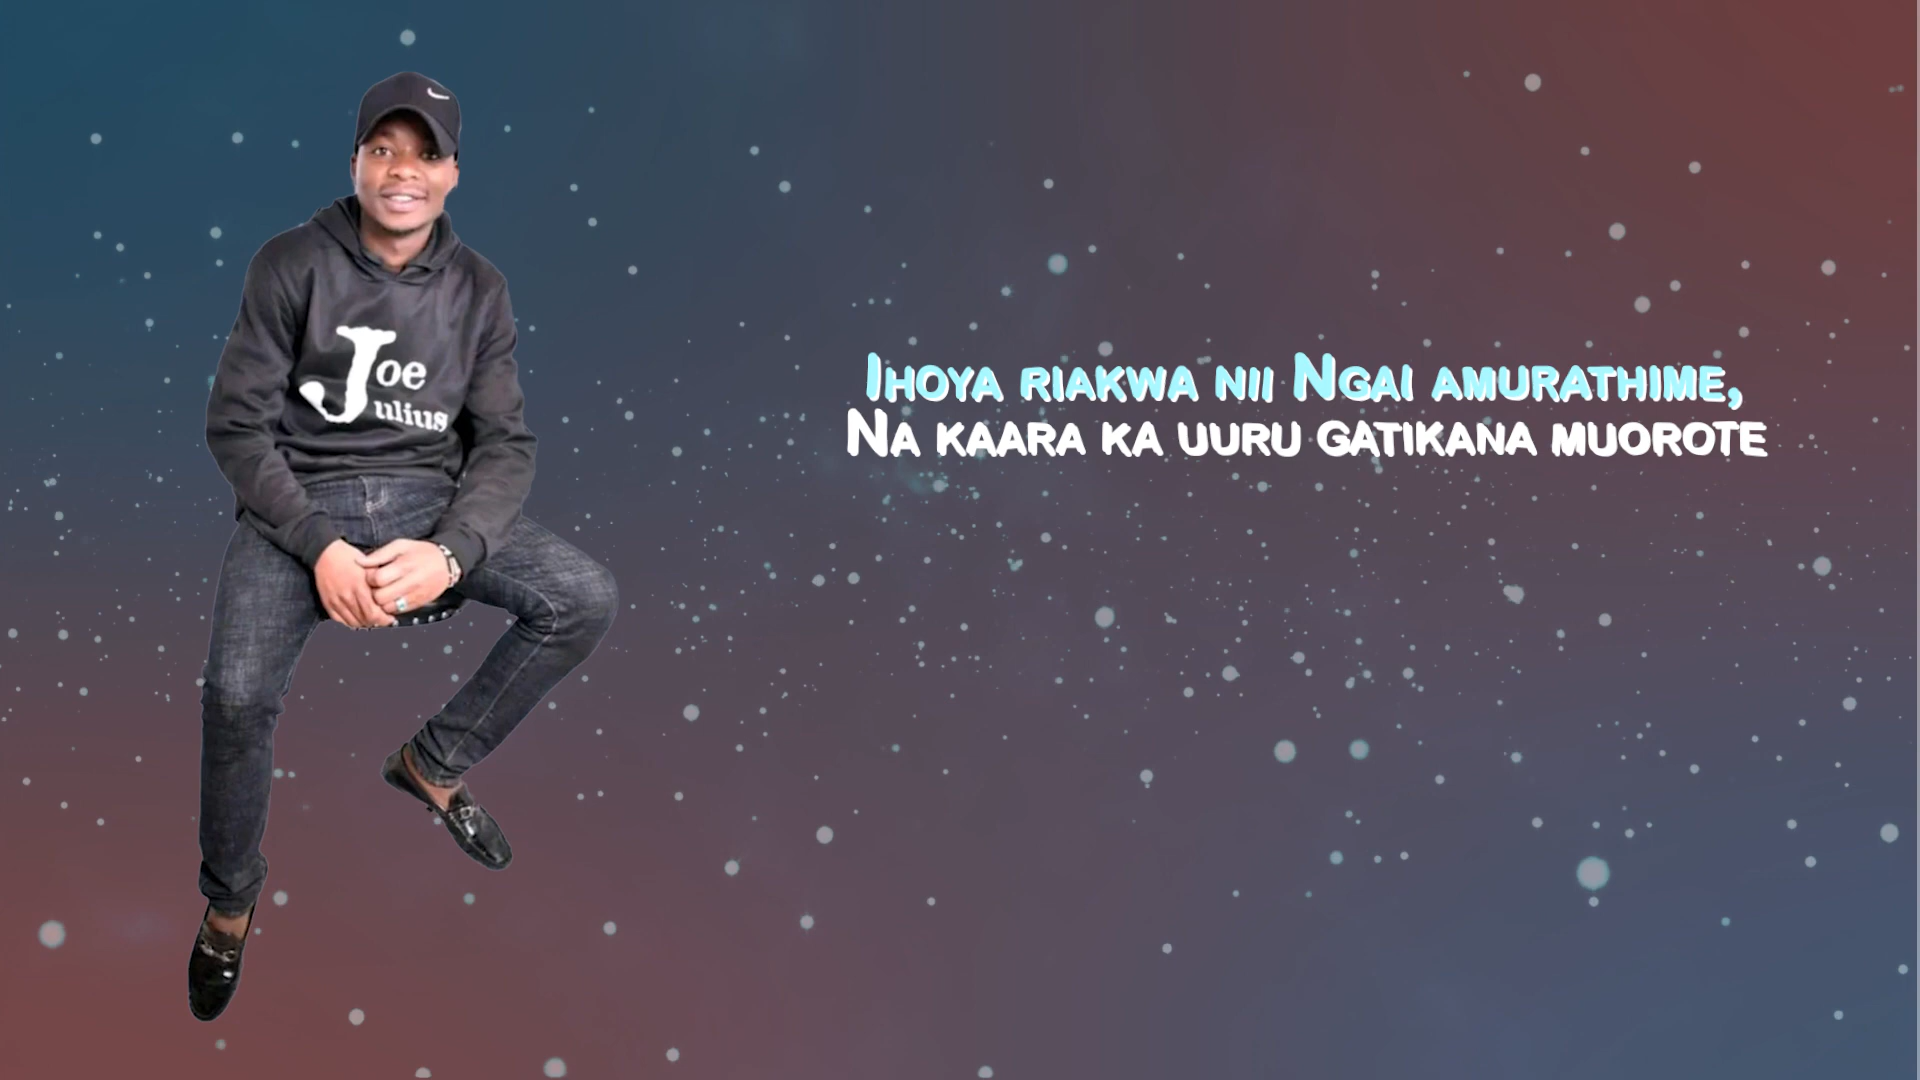 Joe
Julius
IHOYA RIAKWA NII NGAI AMURATHIME,
NA KAARA KA UURU GATIKANA MUOROTE